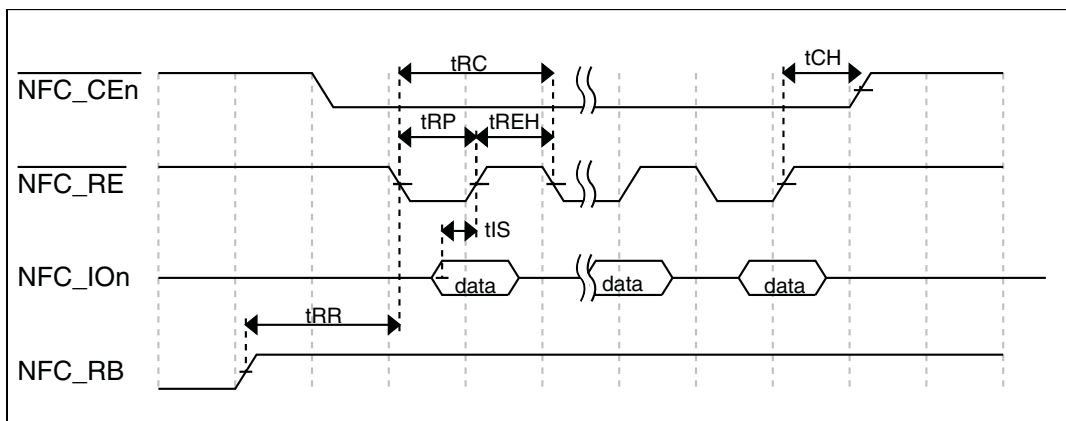 tRC
tCH
NFC_CEn
tRP
tREH
NFC_RE
tIS
NFC_IOn
data
data
data
tRR
NFC_RB